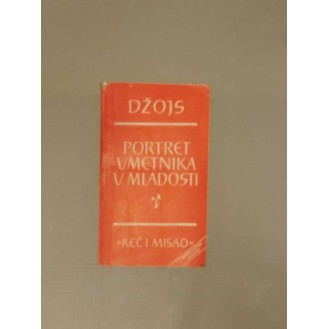 DŽOJS
PORTRET
UMETNIKA
U MLADOSTI
»REČ I MISAO«